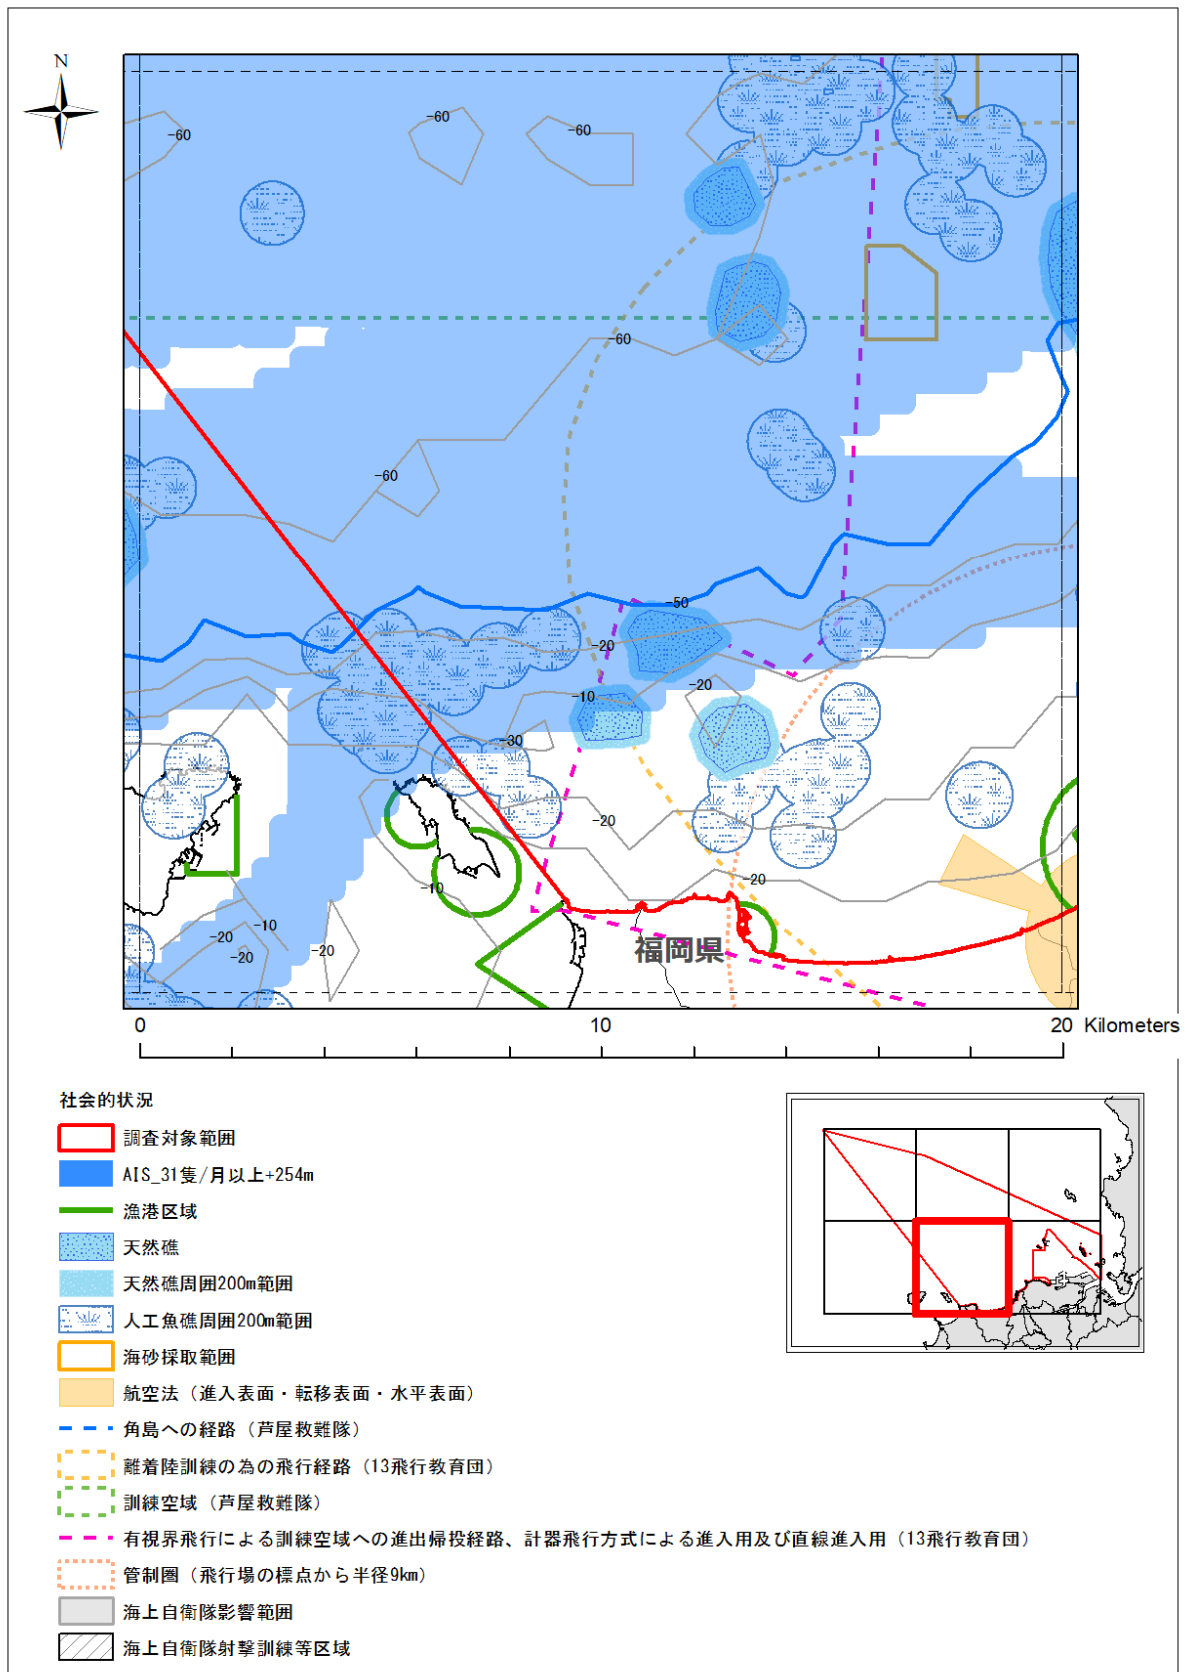 N
-60
-60
-60
-60
-60
-50
-20
-20
-10
-30
-20
-20
-10
-10
-20
-20
-20
福岡県
0 10 20 Kilometers
社会的状況
調査対象範囲
AIS_31隻/月以上+254m
漁港区域
天然礁
天然礁周囲200m範囲
人工魚礁周囲200m範囲
海砂採取範囲
航空法（進入表面・転移表面・水平表面）
角島への経路（芦屋救難隊）
離着陸訓練の為の飛行経路（13飛行教育団）
訓練空域（芦屋救難隊）
有視界飛行による訓練空域への進出帰投経路、計器飛行方式による進入用及び直線進入用（13飛行教育団）
管制圏（飛行場の標点から半径9km）
海上自衛隊影響範囲
海上自衛隊射撃訓練等区域